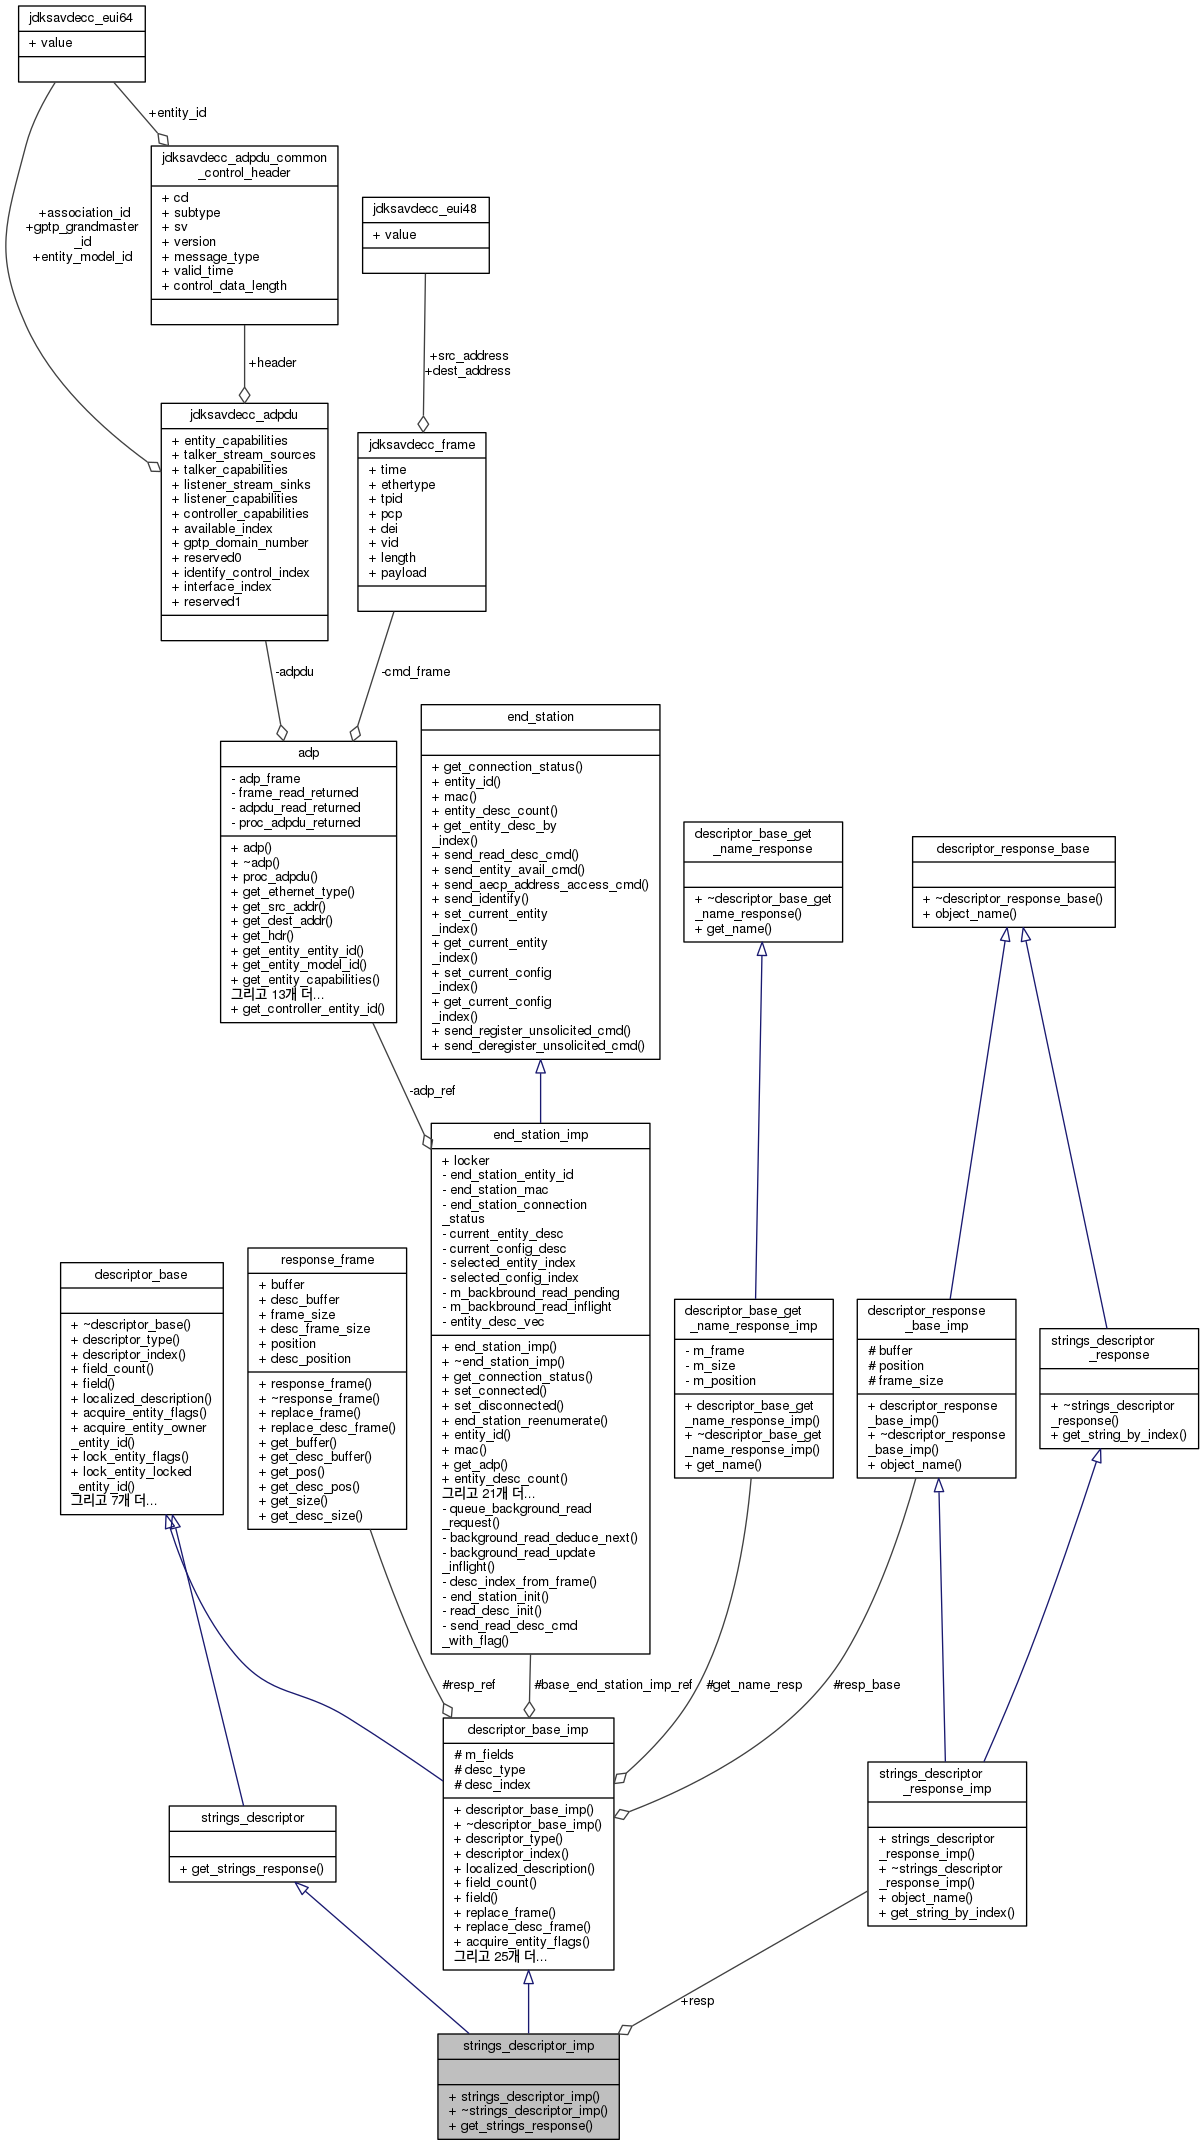 jdksavdecc_eui64
+ value
+entity_id
jdksavdecc_adpdu_common
_control_header
+ cd
+ subtype
+ sv
+ version
+ message_type
+ valid_time
+ control_data_length
+association_id
+gptp_grandmaster
_id
+entity_model_id
jdksavdecc_eui48
+ value
+header
+src_address
+dest_address
jdksavdecc_adpdu
+ entity_capabilities
+ talker_stream_sources
+ talker_capabilities
+ listener_stream_sinks
+ listener_capabilities
+ controller_capabilities
+ available_index
+ gptp_domain_number
+ reserved0
+ identify_control_index
+ interface_index
+ reserved1
jdksavdecc_frame
+ time
+ ethertype
+ tpid
+ pcp
+ dei
+ vid
+ length
+ payload
-adpdu
-cmd_frame
adp
- adp_frame
- frame_read_returned
- adpdu_read_returned
- proc_adpdu_returned
+ adp()
+ ~adp()
+ proc_adpdu()
+ get_ethernet_type()
+ get_src_addr()
+ get_dest_addr()
+ get_hdr()
+ get_entity_entity_id()
+ get_entity_model_id()
+ get_entity_capabilities()
그리고 13개 더...
+ get_controller_entity_id()
end_station
+ get_connection_status()
+ entity_id()
+ mac()
+ entity_desc_count()
+ get_entity_desc_by
_index()
+ send_read_desc_cmd()
+ send_entity_avail_cmd()
+ send_aecp_address_access_cmd()
+ send_identify()
+ set_current_entity
_index()
+ get_current_entity
_index()
+ set_current_config
_index()
+ get_current_config
_index()
+ send_register_unsolicited_cmd()
+ send_deregister_unsolicited_cmd()
descriptor_base_get
_name_response
+ ~descriptor_base_get
_name_response()
+ get_name()
descriptor_response_base
+ ~descriptor_response_base()
+ object_name()
-adp_ref
end_station_imp
+ locker
- end_station_entity_id
- end_station_mac
- end_station_connection
_status
- current_entity_desc
- current_config_desc
- selected_entity_index
- selected_config_index
- m_backbround_read_pending
- m_backbround_read_inflight
- entity_desc_vec
+ end_station_imp()
+ ~end_station_imp()
+ get_connection_status()
+ set_connected()
+ set_disconnected()
+ end_station_reenumerate()
+ entity_id()
+ mac()
+ get_adp()
+ entity_desc_count()
그리고 21개 더...
- queue_background_read
_request()
- background_read_deduce_next()
- background_read_update
_inflight()
- desc_index_from_frame()
- end_station_init()
- read_desc_init()
- send_read_desc_cmd
_with_flag()
descriptor_base
+ ~descriptor_base()
+ descriptor_type()
+ descriptor_index()
+ field_count()
+ field()
+ localized_description()
+ acquire_entity_flags()
+ acquire_entity_owner
_entity_id()
+ lock_entity_flags()
+ lock_entity_locked
_entity_id()
그리고 7개 더...
response_frame
+ buffer
+ desc_buffer
+ frame_size
+ desc_frame_size
+ position
+ desc_position
+ response_frame()
+ ~response_frame()
+ replace_frame()
+ replace_desc_frame()
+ get_buffer()
+ get_desc_buffer()
+ get_pos()
+ get_desc_pos()
+ get_size()
+ get_desc_size()
descriptor_base_get
_name_response_imp
- m_frame
- m_size
- m_position
+ descriptor_base_get
_name_response_imp()
+ ~descriptor_base_get
_name_response_imp()
+ get_name()
descriptor_response
_base_imp
# buffer
# position
# frame_size
+ descriptor_response
_base_imp()
+ ~descriptor_response
_base_imp()
+ object_name()
strings_descriptor
_response
+ ~strings_descriptor
_response()
+ get_string_by_index()
#resp_ref
#base_end_station_imp_ref
#get_name_resp
#resp_base
descriptor_base_imp
# m_fields
# desc_type
# desc_index
+ descriptor_base_imp()
+ ~descriptor_base_imp()
+ descriptor_type()
+ descriptor_index()
+ localized_description()
+ field_count()
+ field()
+ replace_frame()
+ replace_desc_frame()
+ acquire_entity_flags()
그리고 25개 더...
strings_descriptor
+ get_strings_response()
strings_descriptor
_response_imp
+ strings_descriptor
_response_imp()
+ ~strings_descriptor
_response_imp()
+ object_name()
+ get_string_by_index()
+resp
strings_descriptor_imp
+ strings_descriptor_imp()
+ ~strings_descriptor_imp()
+ get_strings_response()